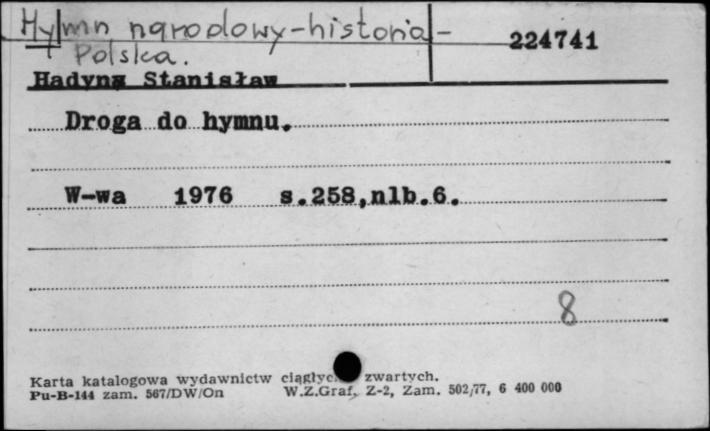 Hymn narodowy-historia-
Polska.
224741
Hadyna Stanisław
Droga do hymnu.
W-wa 1976 s.258,nlb.6.
8
Karta katalogowa wydawnictw zwartych.
Pu-B-144 zam. 567/DW/On W.Z.Graf, Z-2, Zam. 502/77, 6 400 000